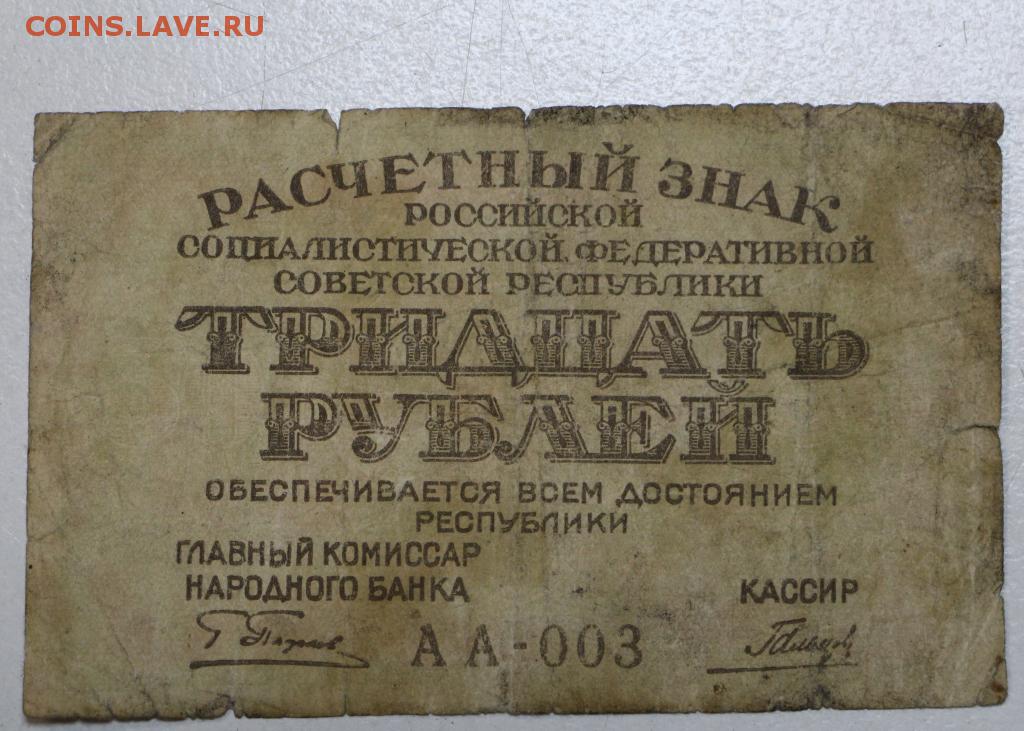 COINS.LAVE.RU
РАСЧЕТНЫЙ ЗНАК
РОССИЙСКОЙ
СОЦИАЛИСТИЧЕСКОЙ ФЕДЕРАТИВНОЙ
СОВЕТСКОЙ РЕСПУБЛИКИ
ТРИДЦАТЬ
РУБЛЕЙ
ОБЕСПЕЧИВАЕТСЯ ВСЕМ ДОСТОЯНИЕМ
РЕСПУБЛИКИ
ГЛАВНЫЙ КОМИССАР
НАРОДНОГО БАНКА
КАССИР
АА-003